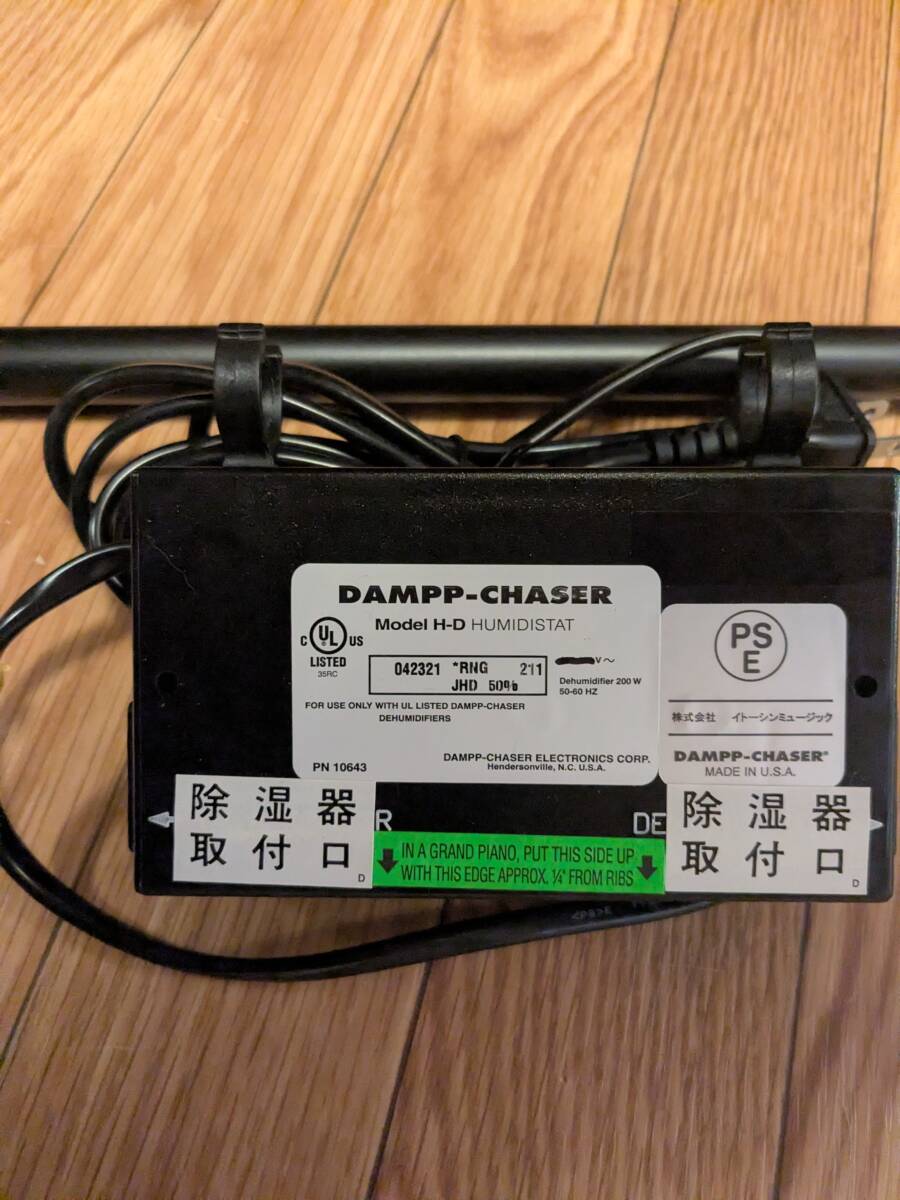 DAMPP-CHASER
Model H-D HUMIDISTAT
C UL US
LISTED
35RC
042321 *RNG 211
JHD 50%
V~
Dehumidifier 200 W
50-60 HZ
FOR USE ONLY WITH UL LISTED DAMPP-CHASER
DEHUMIDIFIERS
PN 10643
DAMPP-CHASER ELECTRONICS CORP.
Hendersonville, N.C. U.S.A.
PS
E
株式会社 イトーシンミュージック
DAMPP-CHASER®
MADE IN U.S.A.
除湿器
取付口
D
R
IN A GRAND PIANO, PUT THIS SIDE UP
WITH THIS EDGE APPROX. ¼" FROM RIBS
DE
除湿器
取付口
D